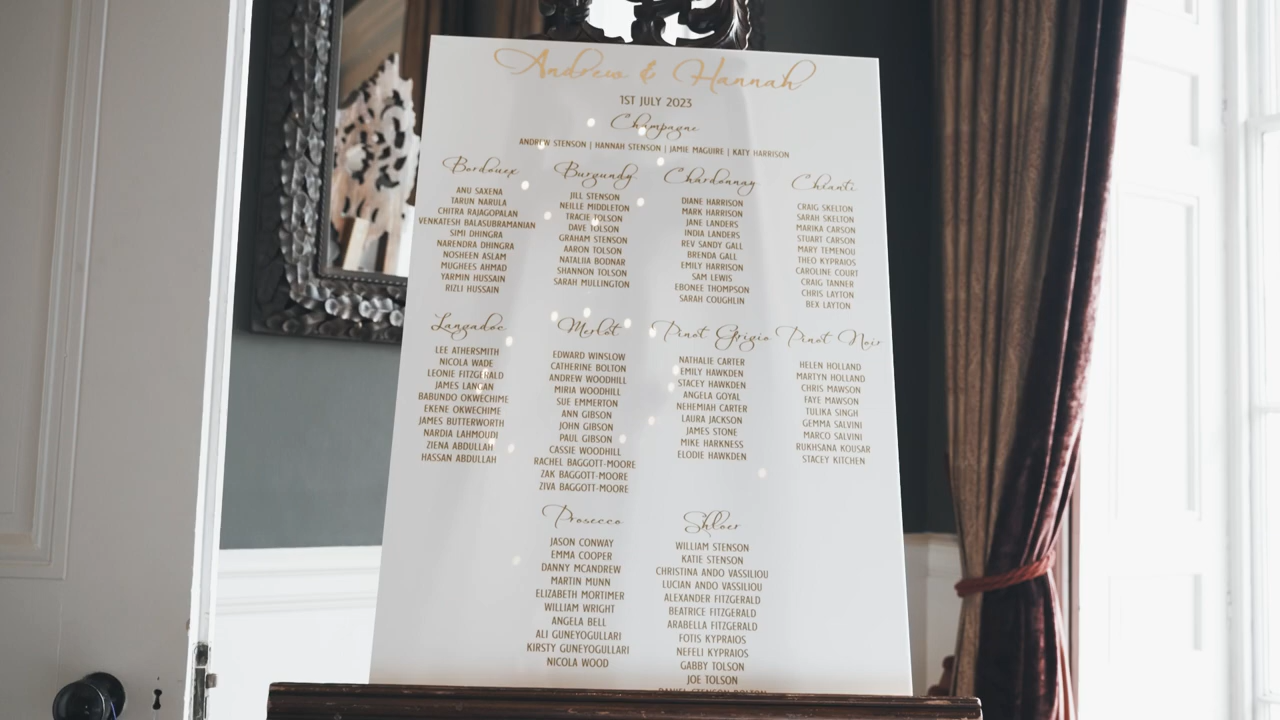 Andrew & Hannah
1ST JULY 2023
Champagne
ANDREW STENSON | HANNAH STENSON | JAMIE MAGUIRE | KATY HARRISON
Bordoux
ANU SAXENA
TARUN NARULA
CHITRA RAJAGOPALAN
VENKATESH BALASUBRAMANIAN
SIMI DHINGRA
NARENDRA DHINGRA
NOSHEEN ASLAM
MUGHEES AHMAD
YARMIN HUSSAIN
RIZLI HUSSAIN
Burgundy
JILL STENSON
NEILLE MIDDLETON
TRACIE TOLSON
DAVE TOLSON
GRAHAM STENSON
AARON TOLSON
NATALIIA BODNAR
SHANNON TOLSON
SARAH MULLINGTON
Chardonnay
DIANE HARRISON
MARK HARRISON
JANE LANDERS
INDIA LANDERS
REV SANDY GALL
BRENDA GALL
EMILY HARRISON
SAM LEWIS
EBONEE THOMPSON
SARAH COUGHLIN
Chianti
CRAIG SKELTON
SARAH SKELTON
MARIKA CARSON
STUART CARSON
MARY TEMENOU
THEO KYPRAIOS
CAROLINE COURT
CRAIG TANNER
CHRIS LAYTON
BEX LAYTON
Langadoc
LEE ATHERSMITH
NICOLA WADE
LEONIE FITZGERALD
JAMES LANGAN
BABUNDO OKWECHIME
EKENE OKWECHIME
JAMES BUTTERWORTH
NARDIA LAHMOUDI
ZIENA ABDULLAH
HASSAN ABDULLAH
Merlot
EDWARD WINSLOW
CATHERINE BOLTON
ANDREW WOODHILL
MIRIA WOODHILL
SUE EMMERTON
ANN GIBSON
JOHN GIBSON
PAUL GIBSON
CASSIE WOODHILL
RACHEL BAGGOTT-MOORE
ZAK BAGGOTT-MOORE
ZIVA BAGGOTT-MOORE
Pinot Grigio
NATHALIE CARTER
EMILY HAWKDEN
STACEY HAWKDEN
ANGELA GOYAL
NEHEMIAH CARTER
LAURA JACKSON
JAMES STONE
MIKE HARKNESS
ELODIE HAWKDEN
Pinot Noir
HELEN HOLLAND
MARTYN HOLLAND
CHRIS MAWSON
FAYE MAWSON
TULIKA SINGH
GEMMA SALVINI
MARCO SALVINI
RUKHSANA KOUSAR
STACEY KITCHEN
Prosecco
JASON CONWAY
EMMA COOPER
DANNY MCANDREW
MARTIN MUNN
ELIZABETH MORTIMER
WILLIAM WRIGHT
ANGELA BELL
ALI GUNEYOGULLARI
KIRSTY GUNEYOGULLARI
NICOLA WOOD
Shloer
WILLIAM STENSON
KATIE STENSON
CHRISTINA ANDO VASSILIOU
LUCIAN ANDO VASSILIOU
ALEXANDER FITZGERALD
BEATRICE FITZGERALD
ARABELLA FITZGERALD
FOTIS KYPRAIOS
NEFELI KYPRAIOS
GABBY TOLSON
JOE TOLSON
DANIEL STENSON BOLTON